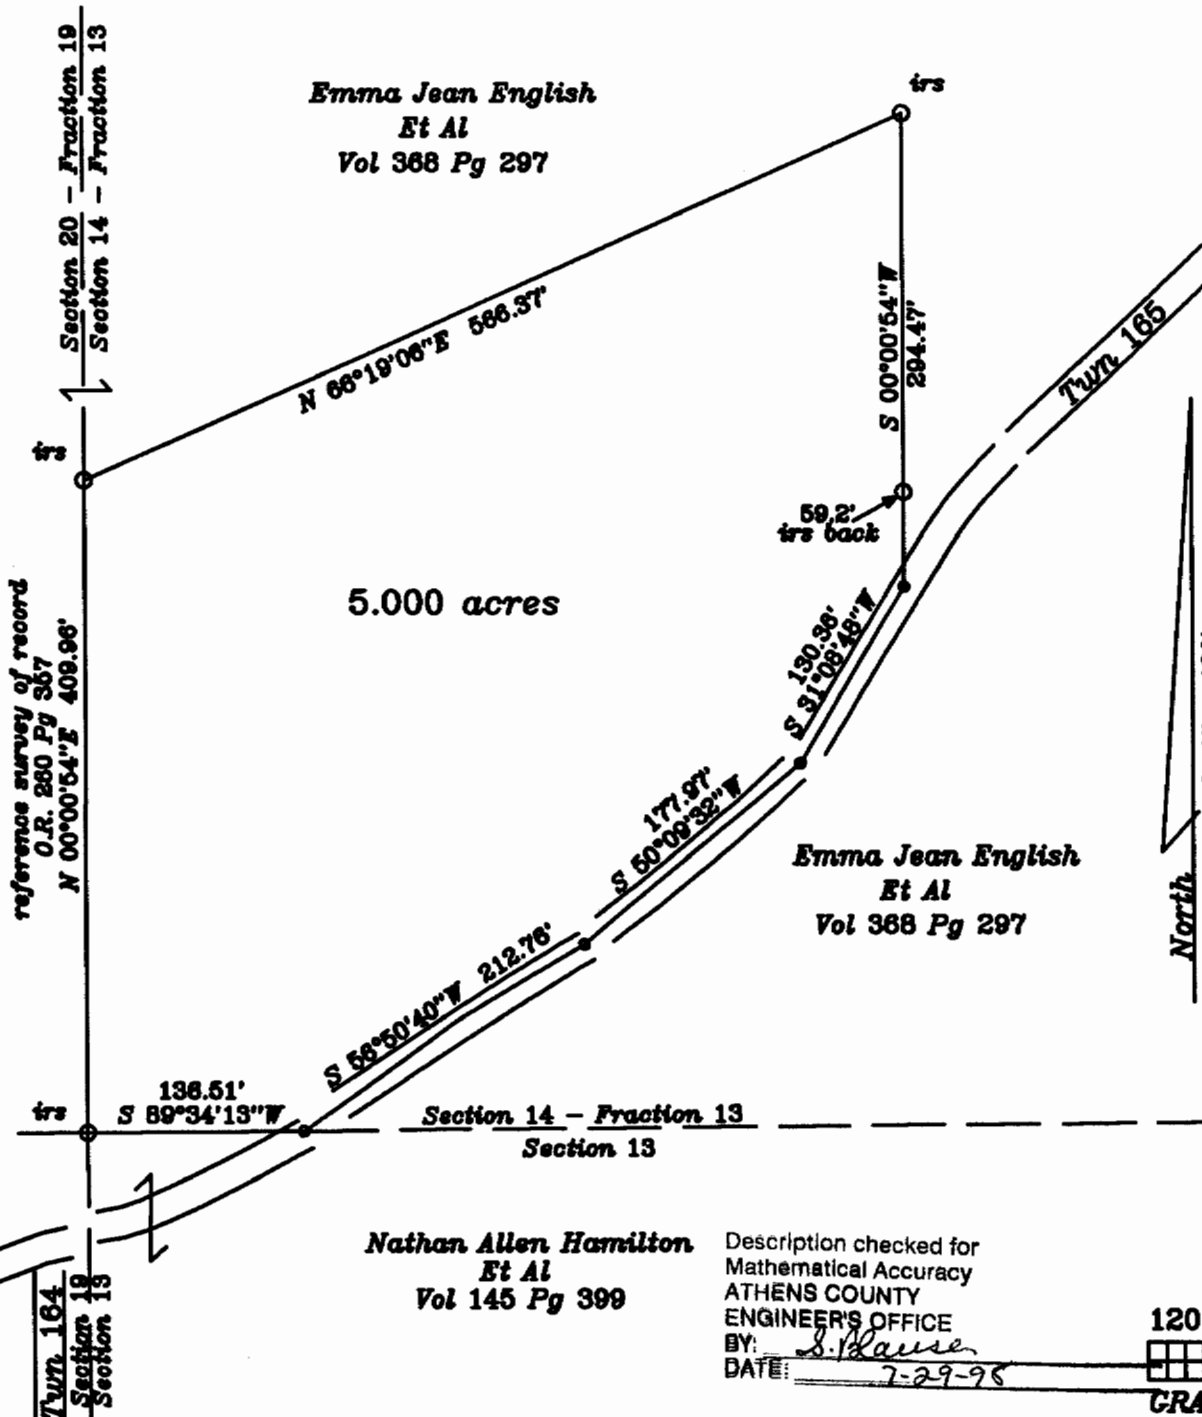 Section 20 - Fraction 19
Section 14 - Fraction 13
Emma Jean English
Et Al
Vol 368 Pg 297
irs
N 66°19'06"E 566.37'
S 00°00'54"W
294.47'
Twn 165
irs
59.2'
irs back
5.000 acres
reference survey of record
O.R. 260 Pg 357
N 00°00'54"E 409.96'
130.36'
S 31°08'48"W
177.97'
S 50°09'32"W
Emma Jean English
Et Al
Vol 368 Pg 297
North
S 56°50'40"W 212.76'
136.51'
S 89°34'13"W
irs
Section 14 - Fraction 13
Section 13
Nathan Allen Hamilton
Et Al
Vol 145 Pg 399
Description checked for
Mathematical Accuracy
ATHENS COUNTY
ENGINEER'S OFFICE
BY: S. Blauser
DATE: 7-29-98
Twn 164
Section 19
Section 13
120
GRA